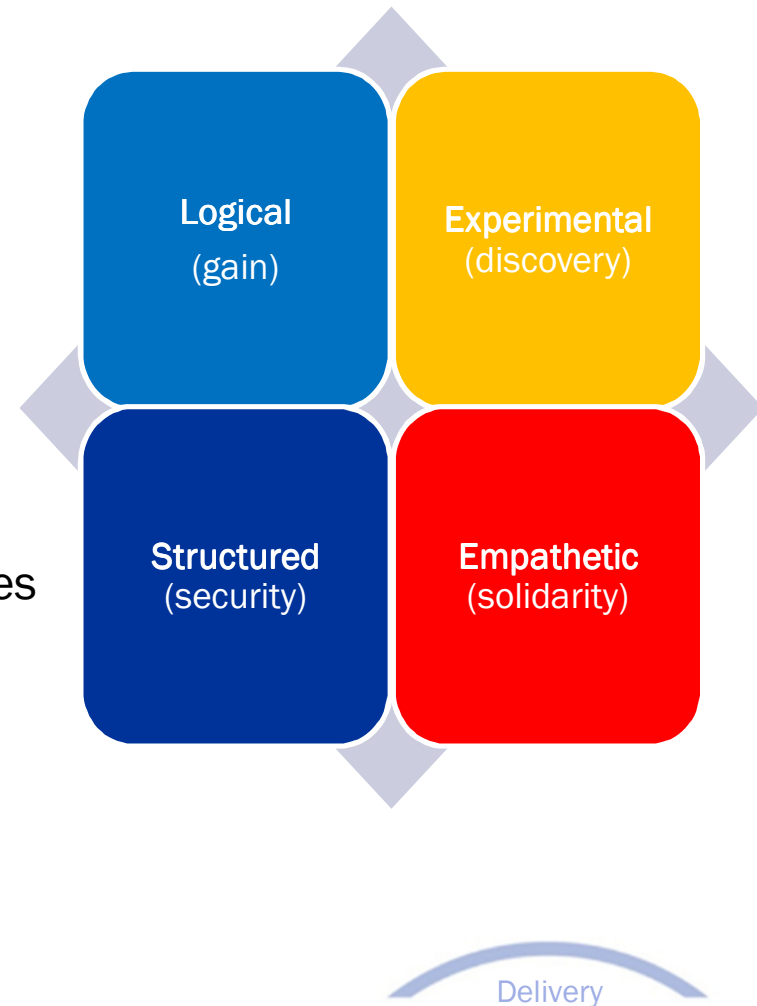 Logical
(gain)
Experimental
(discovery)
es
Structured
(security)
Empathetic
(solidarity)
Delivery